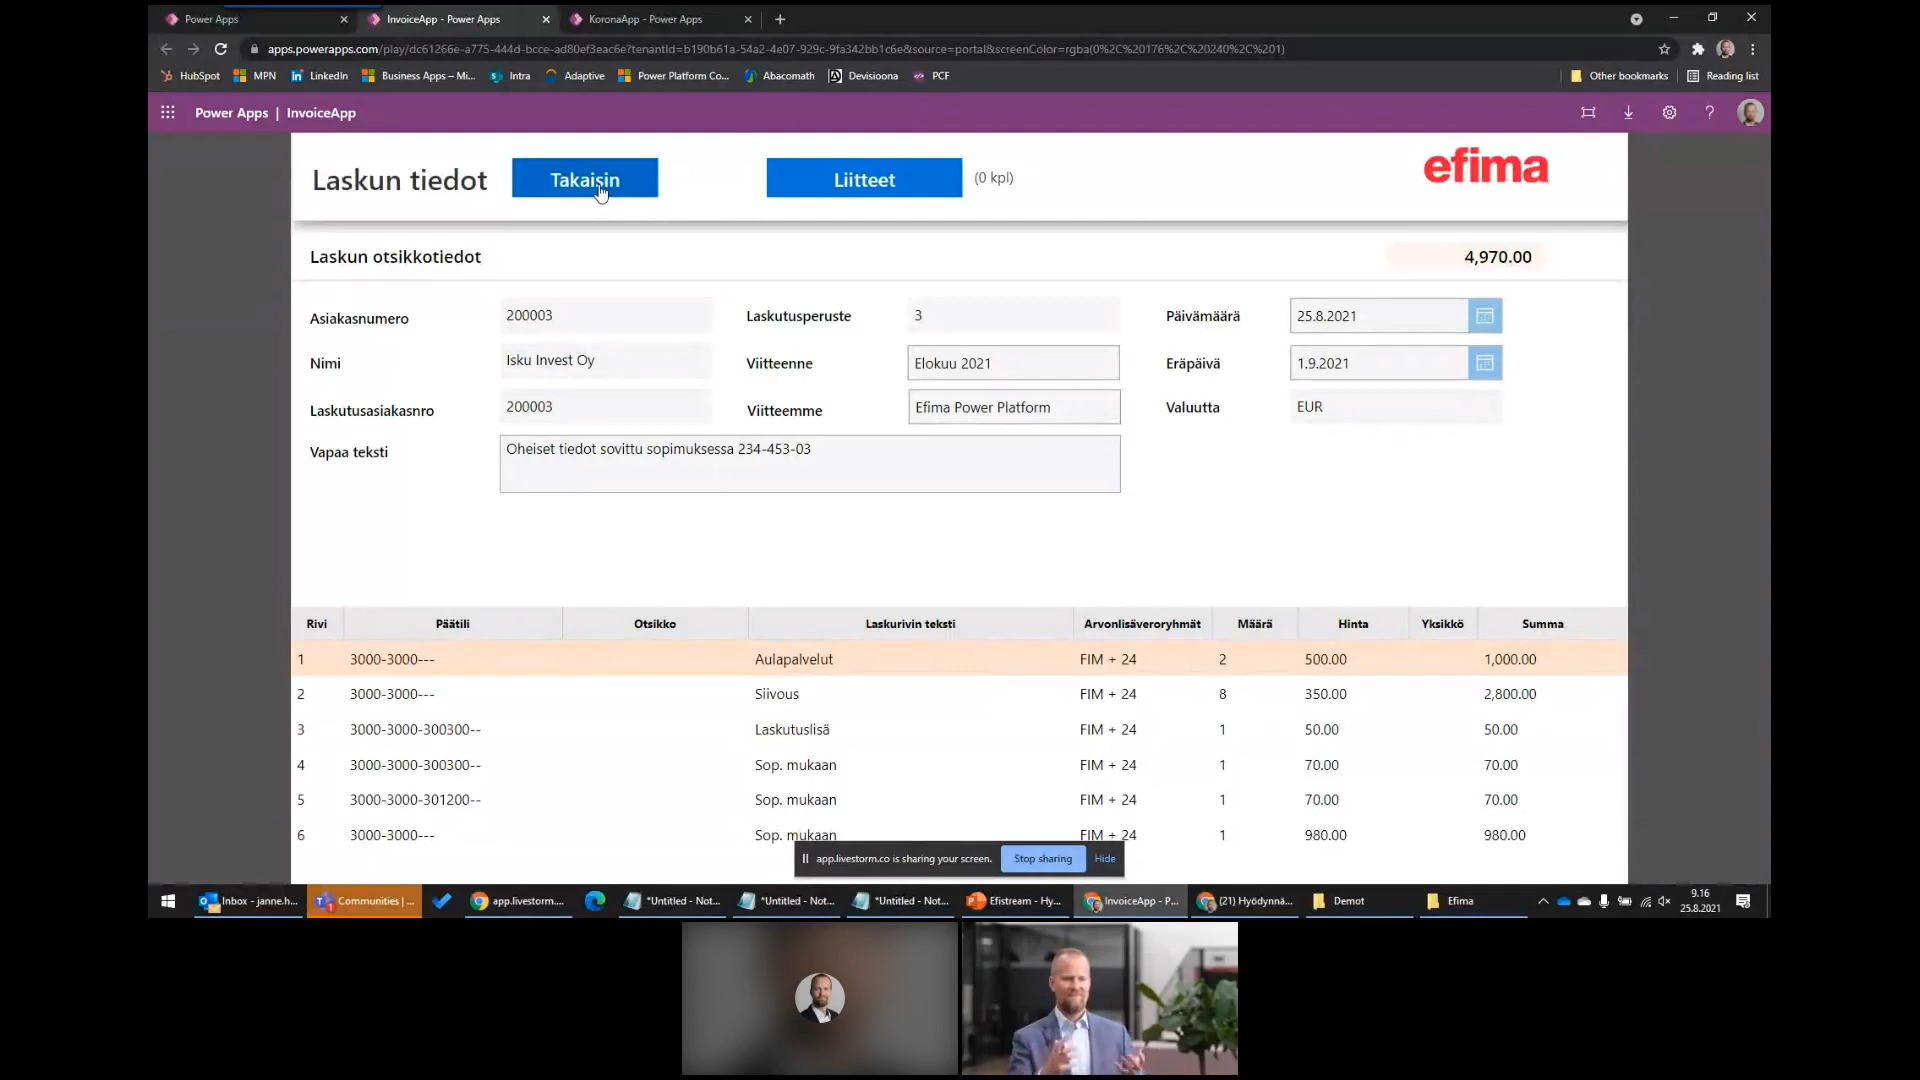 Power Apps
InvoiceApp - Power Apps
KoronaApp - Power Apps
apps.powerapps.com/play/dc61266e-a775-444d-bcce-ad80ef3eac6e?tenantId=b190b61a-54a2-4e07-929c-9fa342bb1c6e&source=portal&screenColor=rgba(0%2C%20176%2C%20240%2C%201)
HubSpot MPN LinkedIn Business Apps – Mi... Intra Adaptive Power Platform Co... Abacomath Devisioona PCF Other bookmarks Reading list
Power Apps | InvoiceApp
Laskun tiedot Takaisin Liitteet (0 kpl) efima
Laskun otsikkotiedot 4,970.00
Asiakasnumero 200003 Laskutusperuste 3 Päivämäärä 25.8.2021
Nimi Isku Invest Oy Viitteenne Elokuu 2021 Eräpäivä 1.9.2021
Laskutusasiakasnro 200003 Viitteemme Efima Power Platform Valuutta EUR
Vapaa teksti Oheiset tiedot sovittu sopimuksessa 234-453-03
Rivi Päätili Otsikko Laskurivin teksti Arvonlisäveroryhmät Määrä Hinta Yksikkö Summa
1 3000-3000--- Aulapalvelut FIM + 24 2 500.00 1,000.00
2 3000-3000--- Siivous FIM + 24 8 350.00 2,800.00
3 3000-3000-300300-- Laskutuslisä FIM + 24 1 50.00 50.00
4 3000-3000-300300-- Sop. mukaan FIM + 24 1 70.00 70.00
5 3000-3000-301200-- Sop. mukaan FIM + 24 1 70.00 70.00
6 3000-3000--- Sop. mukaan FIM + 24 1 980.00 980.00
app.livestorm.co is sharing your screen. Stop sharing Hide
Inbox - janne.h... Communities | ... app.livestorm.... *Untitled - Not... *Untitled - Not... *Untitled - Not... Efistream - Hy... InvoiceApp - P... (21) Hyödynnä... Demot Efima 9.16
25.8.2021